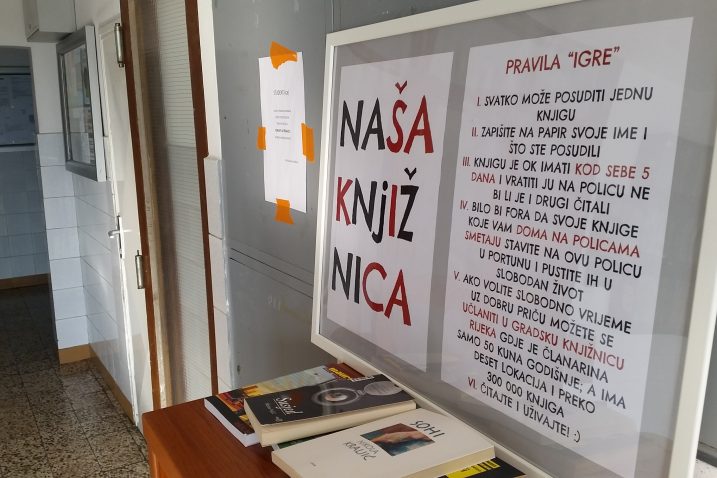 NAŠA
KNJIŽ
NICA
PRAVILA "IGRE"
I. SVATKO MOŽE POSUDITI JEDNU
KNJIGU
II. ZAPIŠITE NA PAPIR SVOJE IME I
ŠTO STE POSUDILI
III. KNJIGU JE OK IMATI KOD SEBE 5
DANA I VRATITI JU NA POLICU NE
BI LI JE I DRUGI ČITALI
IV. BILO BI FORA DA SVOJE KNJIGE
KOJE VAM DOMA NA POLICAMA
SMETAJU STAVITE NA OVU POLICU
U PORTUNU I PUSTITE IH U
SLOBODAN ŽIVOT
V. AKO VOLITE SLOBODNO VRIJEME
UZ DOBRU PRIČU MOŽETE SE
UČLANITI U GRADSKU KNJIŽNICU
RIJEKA GDJE JE ČLANARINA
SAMO 50 KUNA GODIŠNJE; A IMA
DESET LOKACIJA I PREKO
300 000 KNJIGA
VI. ČITAJTE I UŽIVAJTE! :)